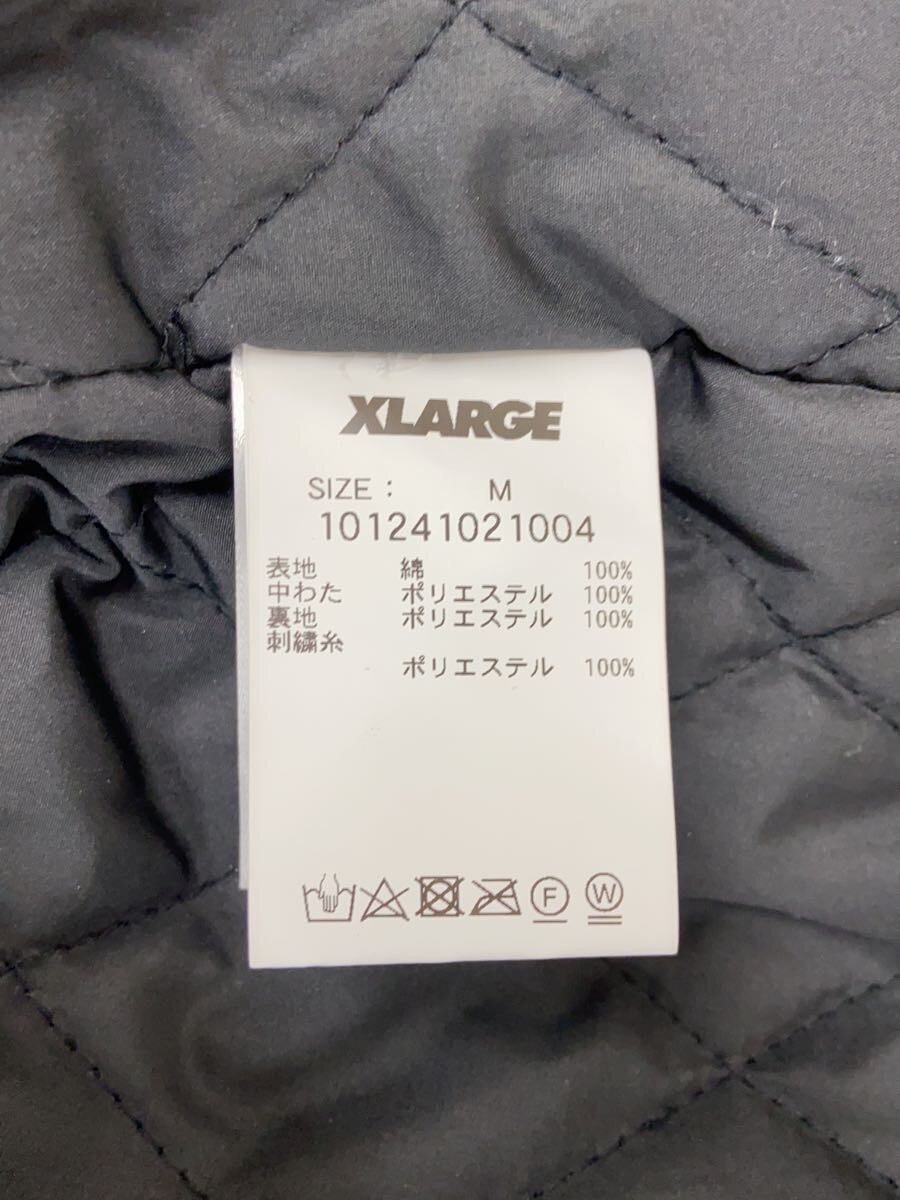 XLARGE
SIZE: M
101241021004
表地 綿 100%
中わた ポリエステル 100%
裏地 ポリエステル 100%
刺繍糸
ポリエステル 100%
F W